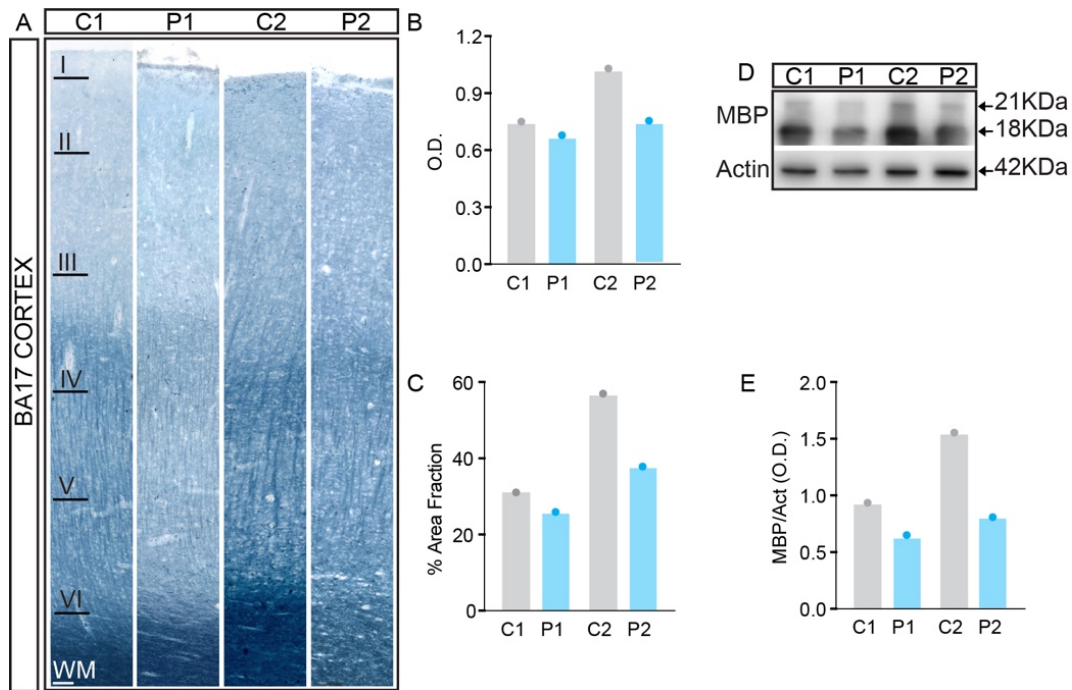 A
C1 P1 C2 P2
BA17 CORTEX
I
II
III
IV
V
VI
WM
B
1.2
0.9
0.6
0.3
0.0
O.D.
C1 P1 C2 P2
C
60
40
20
0
% Area Fraction
C1 P1 C2 P2
D
C1 P1 C2 P2
MBP
21KDa
18KDa
Actin
42KDa
E
2.0
1.5
1.0
0.5
0.0
MBP/Act (O.D.)
C1 P1 C2 P2